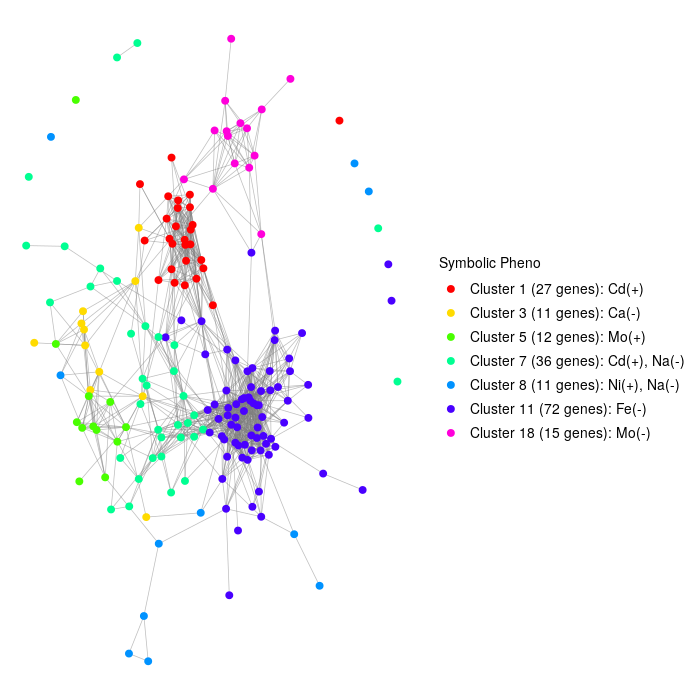 Symbolic Pheno
Cluster 1 (27 genes): Cd(+)
Cluster 3 (11 genes): Ca(-)
Cluster 5 (12 genes): Mo(+)
Cluster 7 (36 genes): Cd(+), Na(-)
Cluster 8 (11 genes): Ni(+), Na(-)
Cluster 11 (72 genes): Fe(-)
Cluster 18 (15 genes): Mo(-)